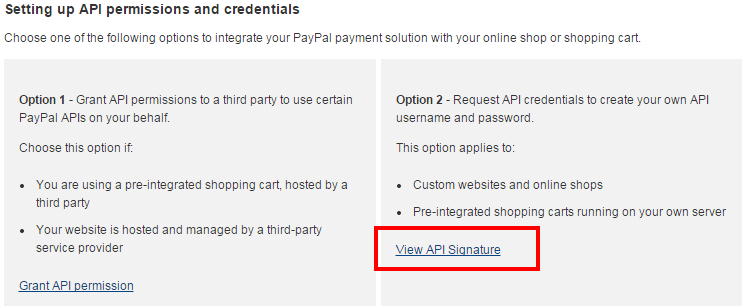 Setting up API permissions and credentials
Choose one of the following options to integrate your PayPal payment solution with your online shop or shopping cart.
Option 1 - Grant API permissions to a third party to use certain
PayPal APIs on your behalf.
Choose this option if:
You are using a pre-integrated shopping cart, hosted by a
third party
Your website is hosted and managed by a third-party
service provider
Grant API permission
Option 2 - Request API credentials to create your own API
username and password.
This option applies to:
Custom websites and online shops
Pre-integrated shopping carts running on your own server
View API Signature